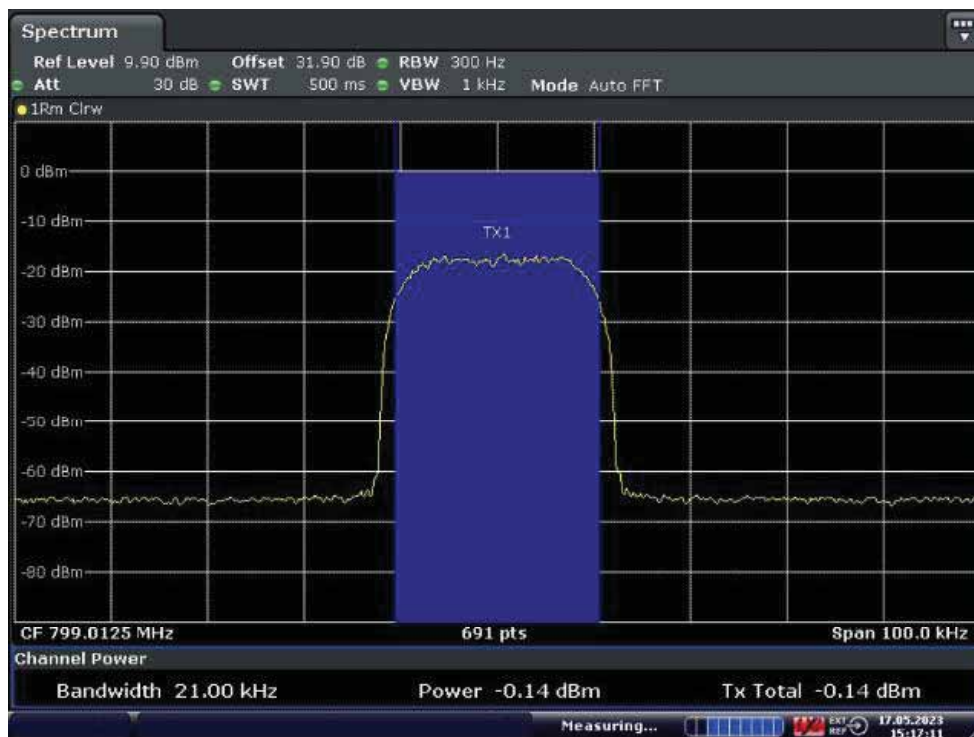 Spectrum
Ref Level 9.90 dBm Offset 31.90 dB RBW 300 Hz
Att 30 dB SWT 500 ms VBW 1 kHz Mode Auto FFT
1Rm Clrw
0 dBm
-10 dBm
TX1
-20 dBm
-30 dBm
-40 dBm
-50 dBm
-60 dBm
-70 dBm
-80 dBm
CF 799.0125 MHz 691 pts Span 100.0 kHz
Channel Power
Bandwidth 21.00 kHz Power -0.14 dBm Tx Total -0.14 dBm
Measuring... EXT REF 17.05.2023
15:17:11